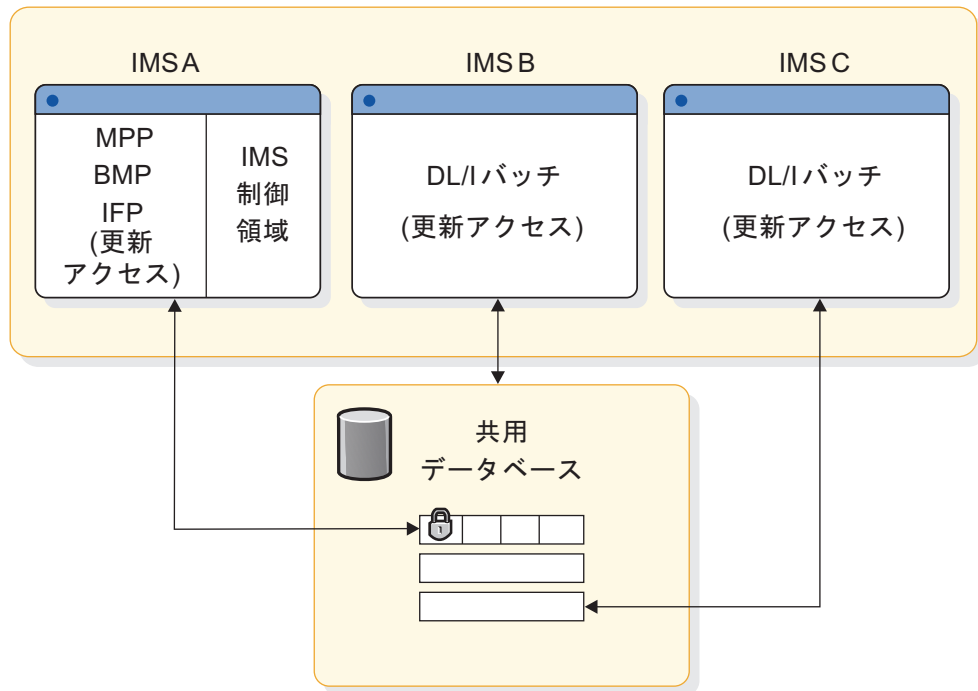 IMS A
IMS B
IMS C
MPP
BMP
IFP
(更新
アクセス)
IMS
制御
領域
DL/I バッチ
(更新アクセス)
DL/I バッチ
(更新アクセス)
共用
データベース
1